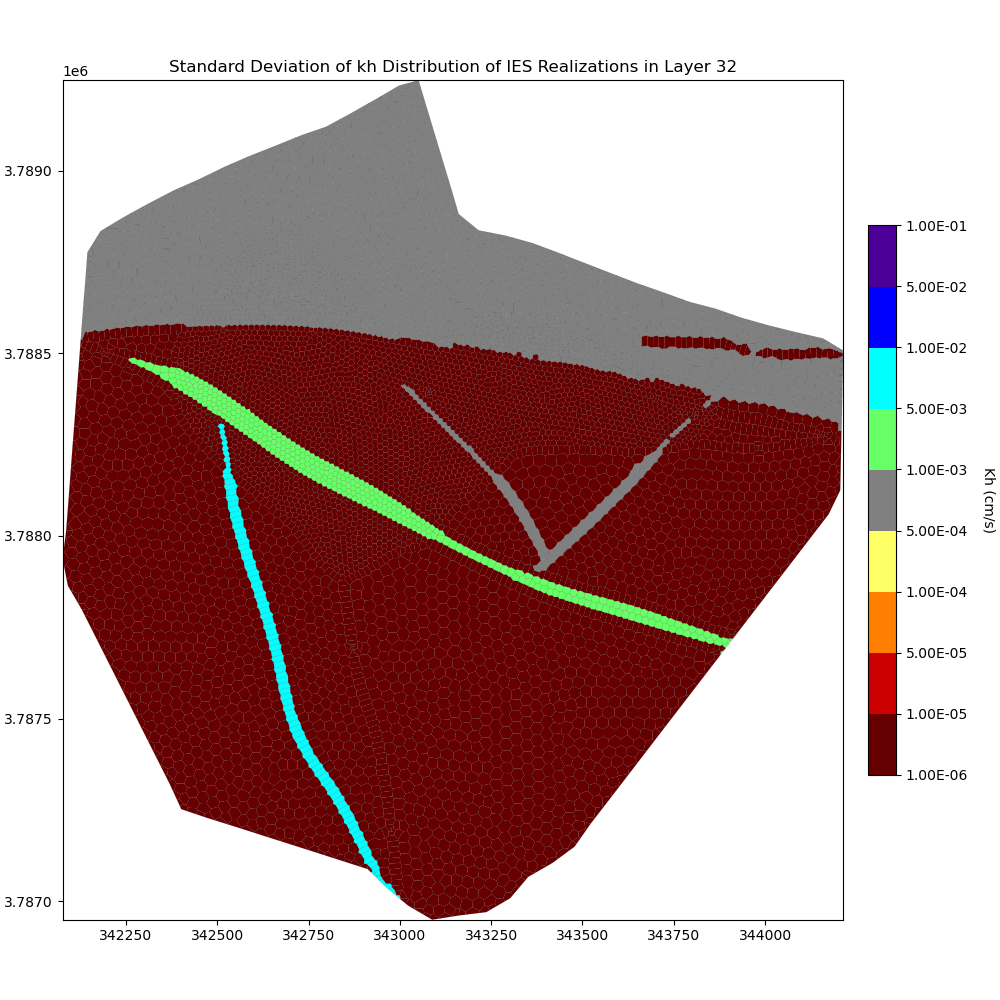 Standard Deviation of kh Distribution of IES Realizations in Layer 32
1e6
3.7890
3.7885
3.7880
3.7875
3.7870
342250 342500 342750 343000 343250 343500 343750 344000
1.00E-01
5.00E-02
1.00E-02
5.00E-03
1.00E-03
5.00E-04
1.00E-04
5.00E-05
1.00E-05
1.00E-06
Kh (cm/s)